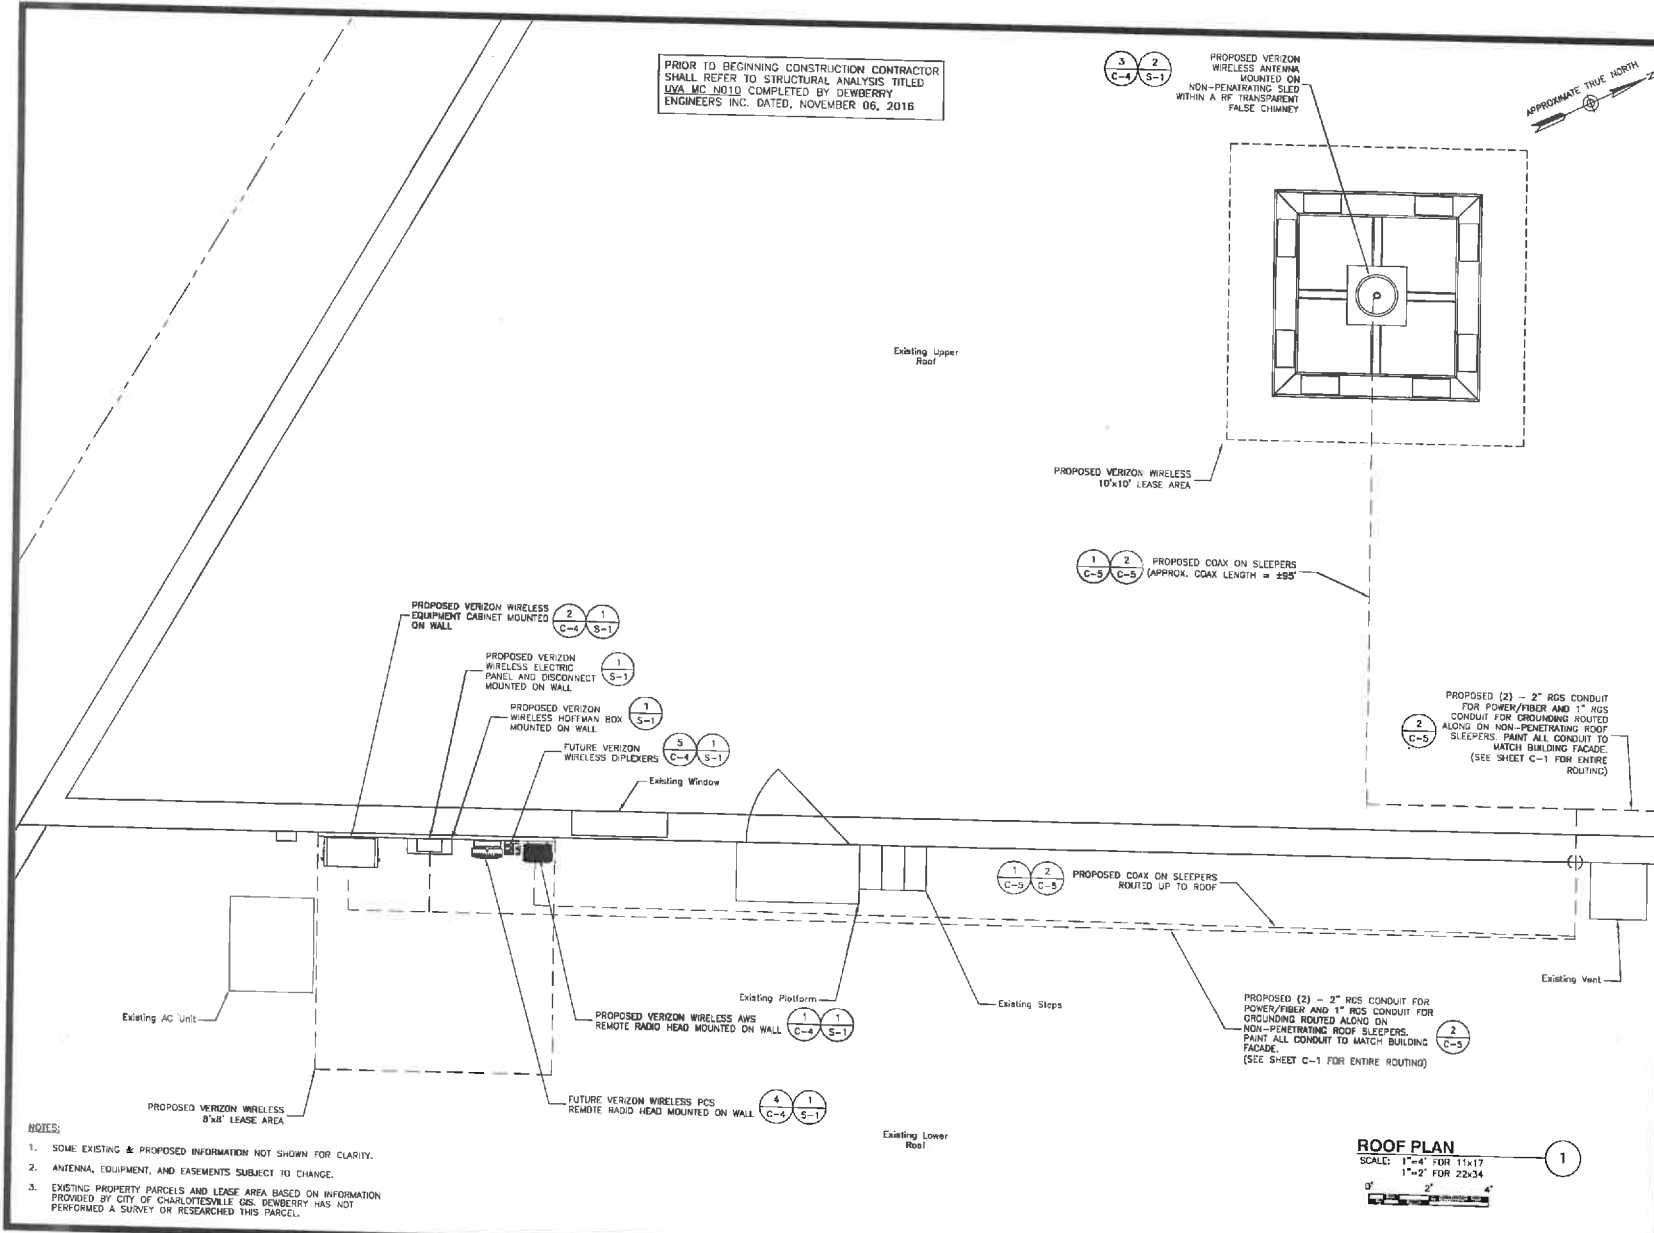 PRIOR TO BEGINNING CONSTRUCTION CONTRACTOR
SHALL REFER TO STRUCTURAL ANALYSIS TITLED
UVA MC N010 COMPLETED BY DEWBERRY
ENGINEERS INC. DATED, NOVEMBER 06, 2016
3
C-4
2
S-1
PROPOSED VERIZON
WIRELESS ANTENNA
MOUNTED ON
NON-PENATRATING SLED
WITHIN A RF TRANSPARENT
FALSE CHIMNEY
APPROXIMATE TRUE NORTH
Existing Upper
Roof
PROPOSED VERIZON WIRELESS
10'x10' LEASE AREA
1
C-5
2
C-5
PROPOSED COAX ON SLEEPERS
(APPROX. COAX LENGTH = ±95'
PROPOSED VERIZON WIRELESS
EQUIPMENT CABINET MOUNTED
ON WALL
2
C-4
1
S-1
PROPOSED VERIZON
WIRELESS ELECTRIC
PANEL AND DISCONNECT
MOUNTED ON WALL
1
S-1
PROPOSED VERIZON
WIRELESS HOFFMAN BOX
MOUNTED ON WALL
1
S-1
FUTURE VERIZON
WIRELESS DIPLEXERS
5
C-4
1
S-1
Existing Window
PROPOSED (2) - 2" RGS CONDUIT
FOR POWER/FIBER AND 1" RGS
CONDUIT FOR GROUNDING ROUTED
ALONG ON NON-PENETRATING ROOF
SLEEPERS. PAINT ALL CONDUIT TO
MATCH BUILDING FACADE.
(SEE SHEET C-1 FOR ENTIRE
ROUTING)
2
C-5
1
C-5
2
C-5
PROPOSED COAX ON SLEEPERS
ROUTED UP TO ROOF
Existing AC Unit
Existing Platform
Existing Steps
Existing Vent
PROPOSED VERIZON WIRELESS AWS
REMOTE RADIO HEAD MOUNTED ON WALL
1
C-4
1
S-1
PROPOSED (2) - 2" RGS CONDUIT FOR
POWER/FIBER AND 1" RGS CONDUIT FOR
GROUNDING ROUTED ALONG ON
NON-PENETRATING ROOF SLEEPERS.
PAINT ALL CONDUIT TO MATCH BUILDING
FACADE.
(SEE SHEET C-1 FOR ENTIRE ROUTING)
2
C-5
PROPOSED VERIZON WIRELESS
8'x8' LEASE AREA
FUTURE VERIZON WIRELESS PCS
REMOTE RADIO HEAD MOUNTED ON WALL
4
C-4
1
S-1
Existing Lower
Roof
NOTES:
1. SOME EXISTING & PROPOSED INFORMATION NOT SHOWN FOR CLARITY.
2. ANTENNA, EQUIPMENT, AND EASEMENTS SUBJECT TO CHANGE.
3. EXISTING PROPERTY PARCELS AND LEASE AREA BASED ON INFORMATION
PROVIDED BY CITY OF CHARLOTTESVILLE GIS. DEWBERRY HAS NOT
PERFORMED A SURVEY OR RESEARCHED THIS PARCEL.
ROOF PLAN
1
SCALE: 1"=4' FOR 11x17
1"=2' FOR 22x34
0' 2' 4'